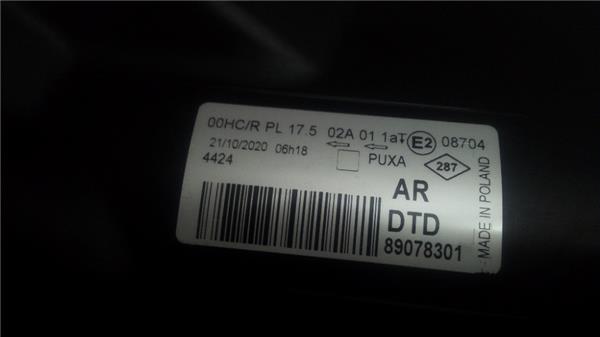 00HC/R PL 17.5 02A 01 1aT E2 08704
21/10/2020 06h18 PUXA 287
4424
AR
DTD
89078301
MADE IN POLAND